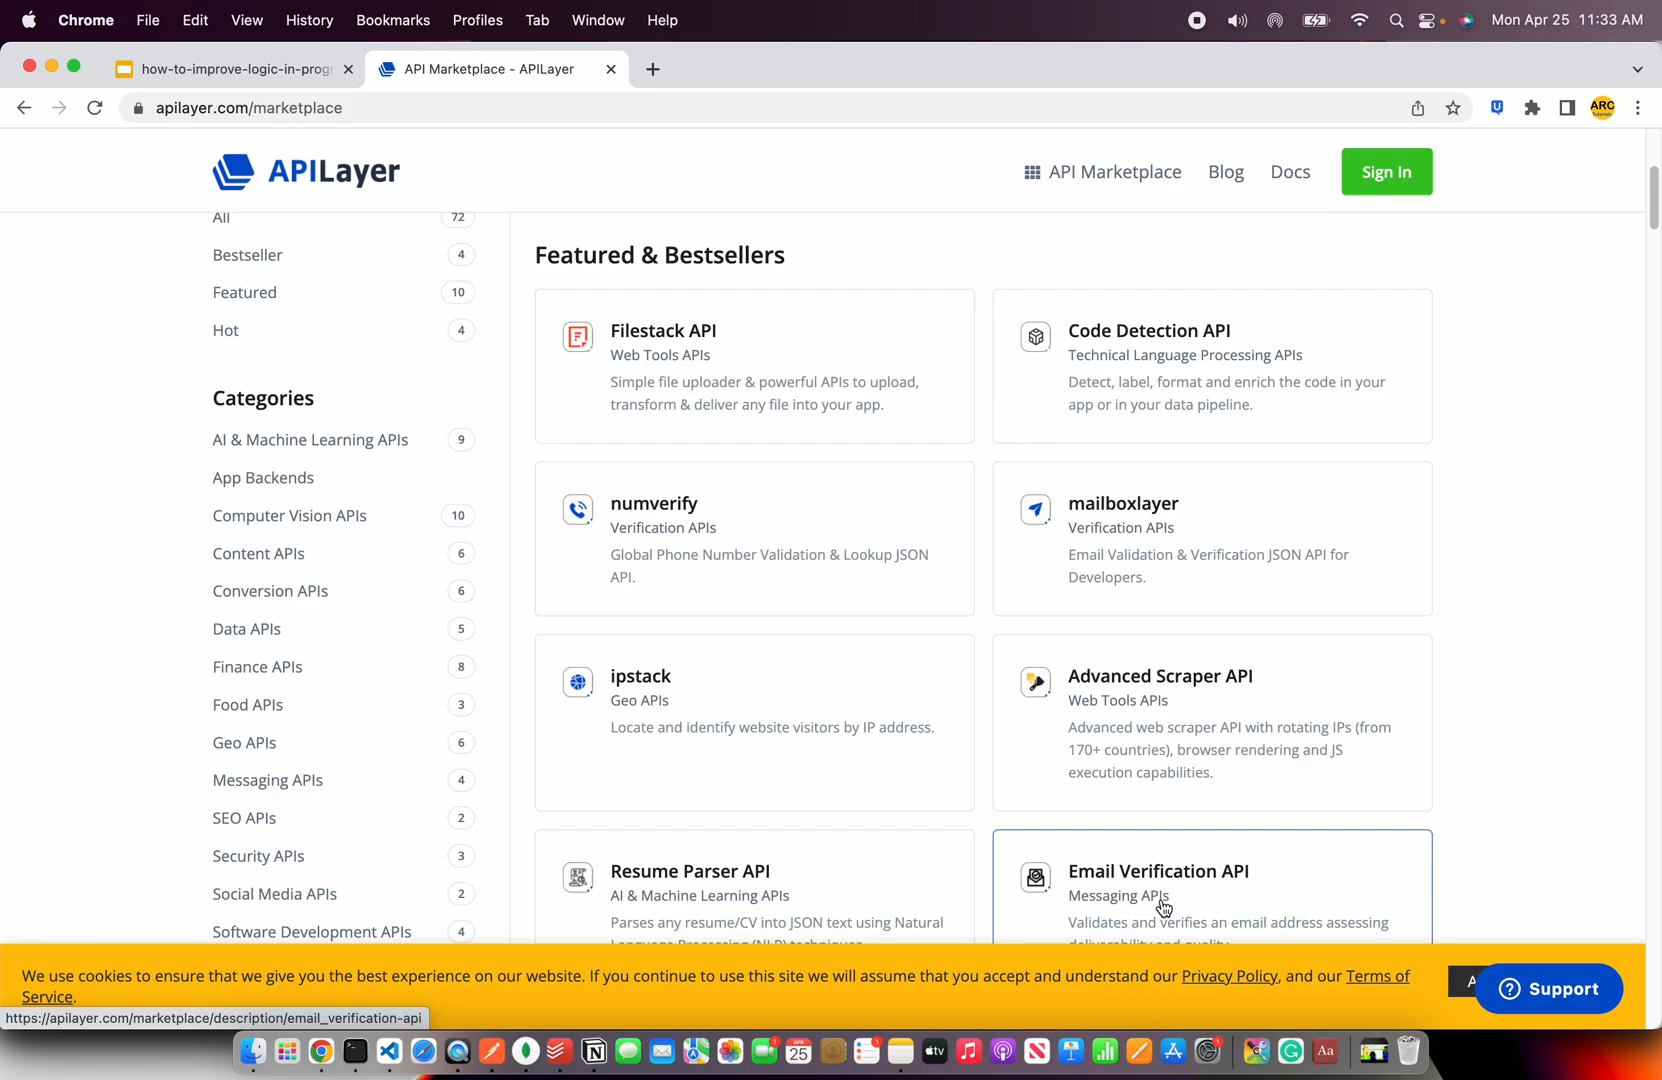 Chrome File Edit View History Bookmarks Profiles Tab Window Help Mon Apr 25 11:33 AM
how-to-improve-logic-in-progr API Marketplace - APILayer
apilayer.com/marketplace
ARC
APILayer API Marketplace Blog Docs Sign In
All 72
Bestseller 4
Featured 10
Hot 4
Categories
AI & Machine Learning APIs 9
App Backends
Computer Vision APIs 10
Content APIs 6
Conversion APIs 6
Data APIs 5
Finance APIs 8
Food APIs 3
Geo APIs 6
Messaging APIs 4
SEO APIs 2
Security APIs 3
Social Media APIs 2
Software Development APIs 4
Featured & Bestsellers
Filestack API
Web Tools APIs
Simple file uploader & powerful APIs to upload,
transform & deliver any file into your app.
Code Detection API
Technical Language Processing APIs
Detect, label, format and enrich the code in your
app or in your data pipeline.
numverify
Verification APIs
Global Phone Number Validation & Lookup JSON
API.
mailboxlayer
Verification APIs
Email Validation & Verification JSON API for
Developers.
ipstack
Geo APIs
Locate and identify website visitors by IP address.
Advanced Scraper API
Web Tools APIs
Advanced web scraper API with rotating IPs (from
170+ countries), browser rendering and JS
execution capabilities.
Resume Parser API
AI & Machine Learning APIs
Parses any resume/CV into JSON text using Natural
Language Processing (NLP) techniques.
Email Verification API
Messaging APIs
Validates and verifies an email address assessing
deliverability and quality.
We use cookies to ensure that we give you the best experience on our website. If you continue to use this site we will assume that you accept and understand our Privacy Policy, and our Terms of
Service.
Support
https://apilayer.com/marketplace/description/email_verification-api
APR
25
tv
Aa